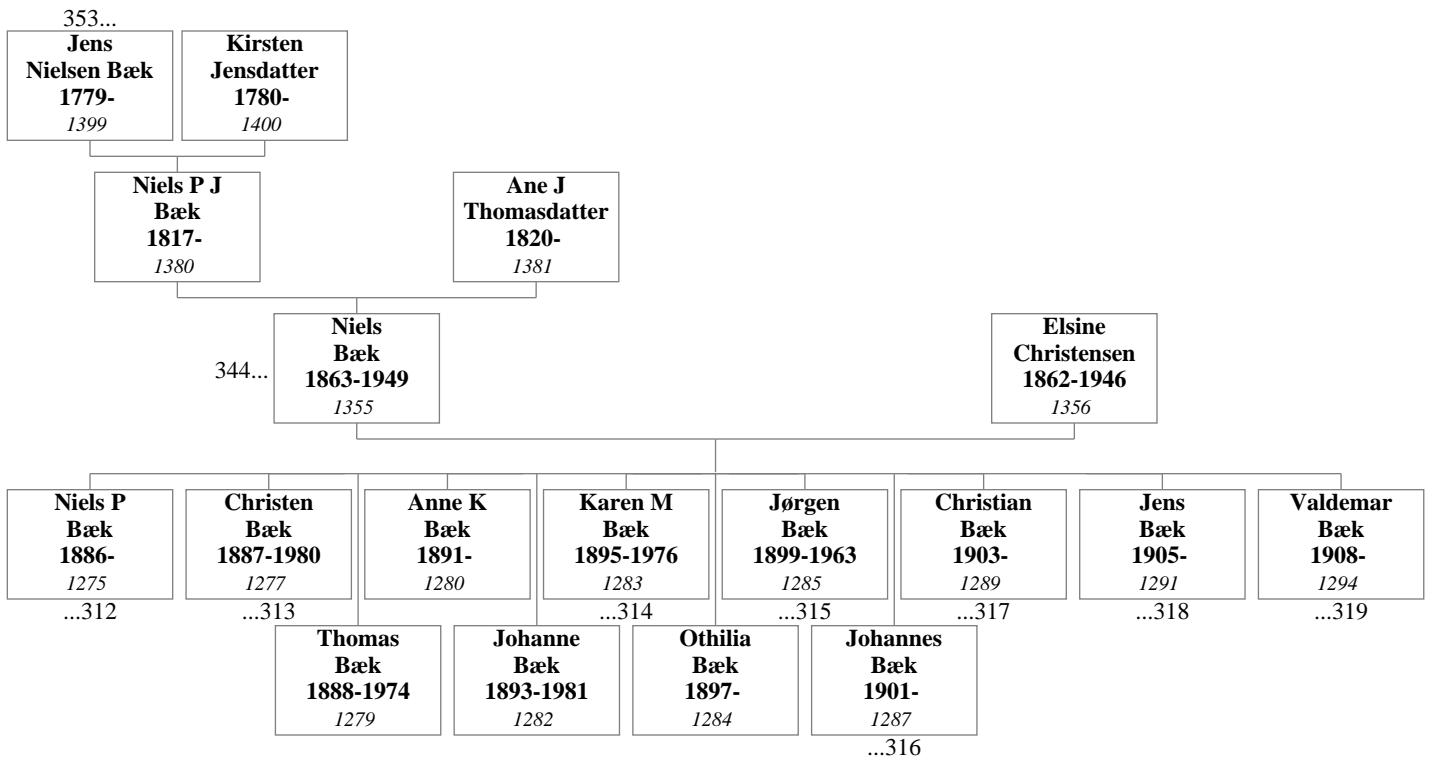 353...
Jens
Nielsen Bæk
1779-
1399
Kirsten
Jensdatter
1780-
1400
Niels P J
Bæk
1817-
1380
Ane J
Thomasdatter
1820-
1381
344...
Niels
Bæk
1863-1949
1355
Elsine
Christensen
1862-1946
1356
Niels P
Bæk
1886-
1275
...312
Christen
Bæk
1887-1980
1277
...313
Anne K
Bæk
1891-
1280
Karen M
Bæk
1895-1976
1283
...314
Jørgen
Bæk
1899-1963
1285
...315
Christian
Bæk
1903-
1289
...317
Jens
Bæk
1905-
1291
...318
Valdemar
Bæk
1908-
1294
...319
Thomas
Bæk
1888-1974
1279
Johanne
Bæk
1893-1981
1282
Othilia
Bæk
1897-
1284
Johannes
Bæk
1901-
1287
...316